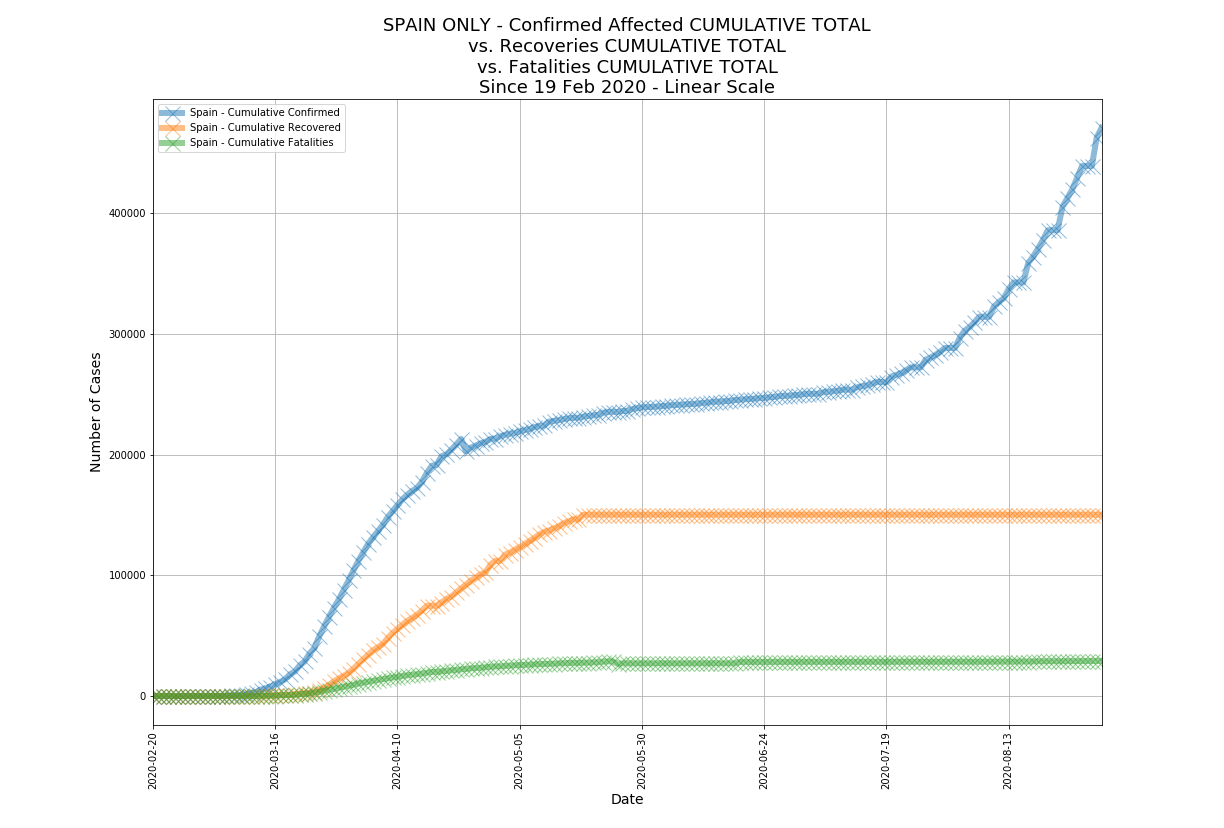 SPAIN ONLY - Confirmed Affected CUMULATIVE TOTAL
vs. Recoveries CUMULATIVE TOTAL
vs. Fatalities CUMULATIVE TOTAL
Since 19 Feb 2020 - Linear Scale
Spain - Cumulative Confirmed
Spain - Cumulative Recovered
Spain - Cumulative Fatalities
Number of Cases
400000
300000
200000
100000
0
2020-02-20
2020-03-16
2020-04-10
2020-05-05
2020-05-30
2020-06-24
2020-07-19
2020-08-13
Date